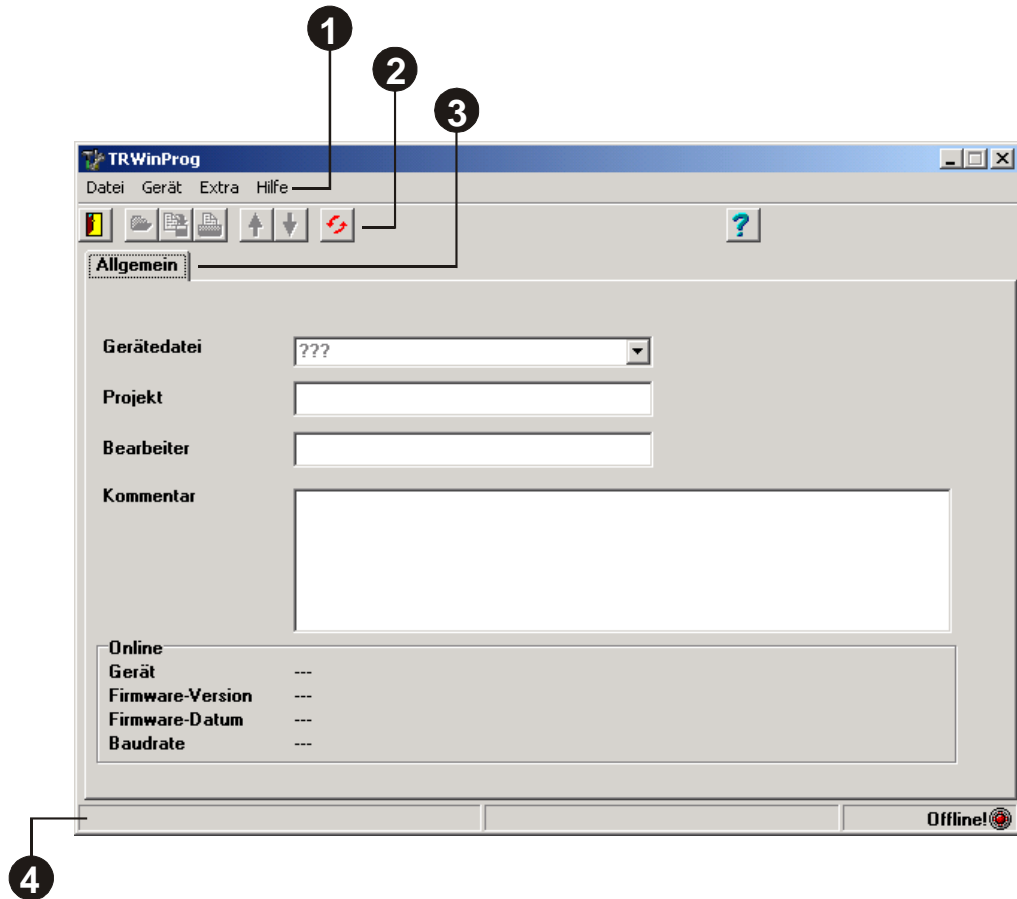 1
2
3
TRWinProg
Datei Gerät Extra Hilfe
?
Allgemein
Gerätedatei ???
Projekt
Bearbeiter
Kommentar
Online
Gerät ---
Firmware-Version ---
Firmware-Datum ---
Baudrate ---
Offline!
4